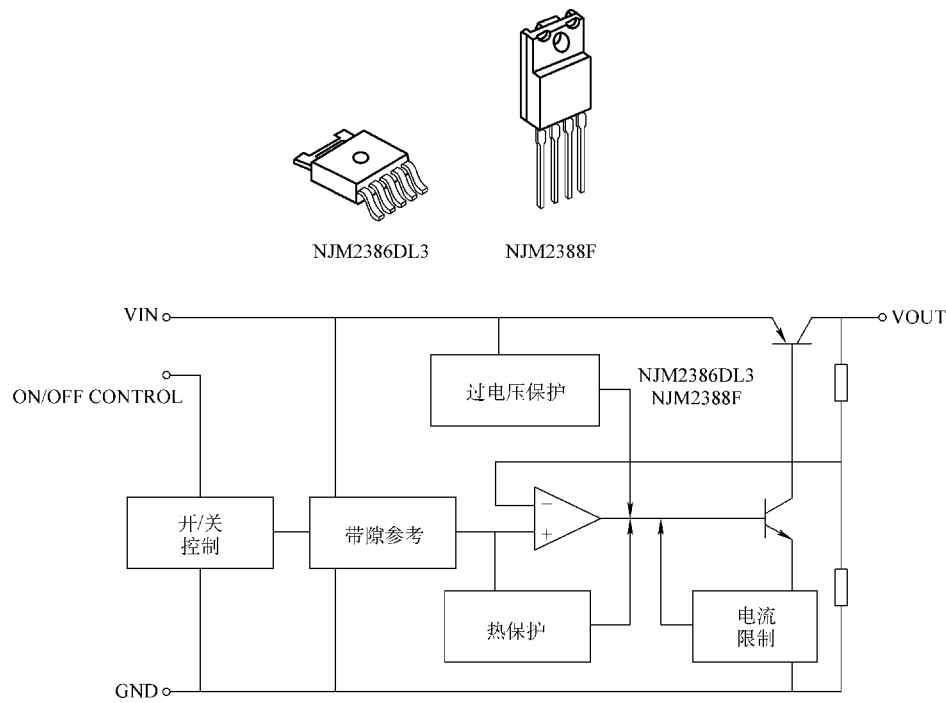 NJM2386DL3
NJM2388F
VIN
VOUT
过电压保护
NJM2386DL3
NJM2388F
ON/OFF CONTROL
开/关
控制
带隙参考
−
+
热保护
电流
限制
GND